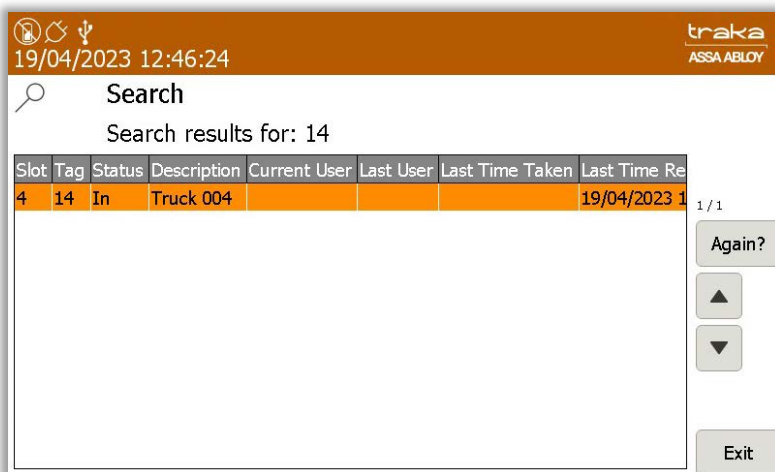 traka
19/04/2023 12:46:24
ASSA ABLOY
Search
Search results for: 14
Slot Tag Status Description Current User Last User Last Time Taken Last Time Re
4 14 In Truck 004 19/04/2023 1
1 / 1
Again?
Exit